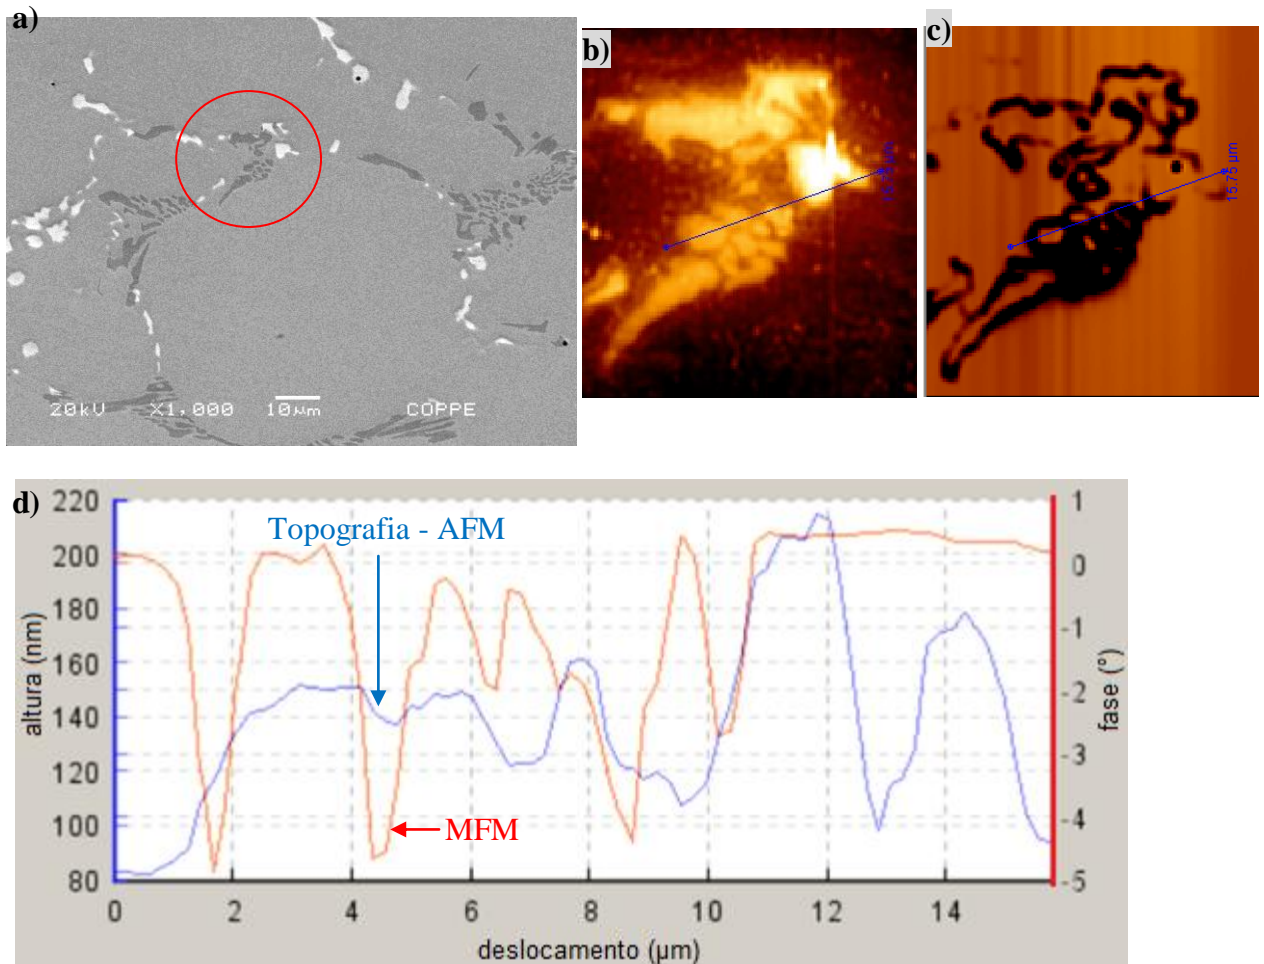 a)
20kV X1,000 10µm COPPE
b)
15.75 µm
c)
15.75 µm
d)
Topografia - AFM
MFM
altura (nm)
220
200
180
160
140
120
100
80
0 2 4 6 8 10 12 14
deslocamento (µm)
1
0
-1
-2
-3
-4
-5
fase (°)